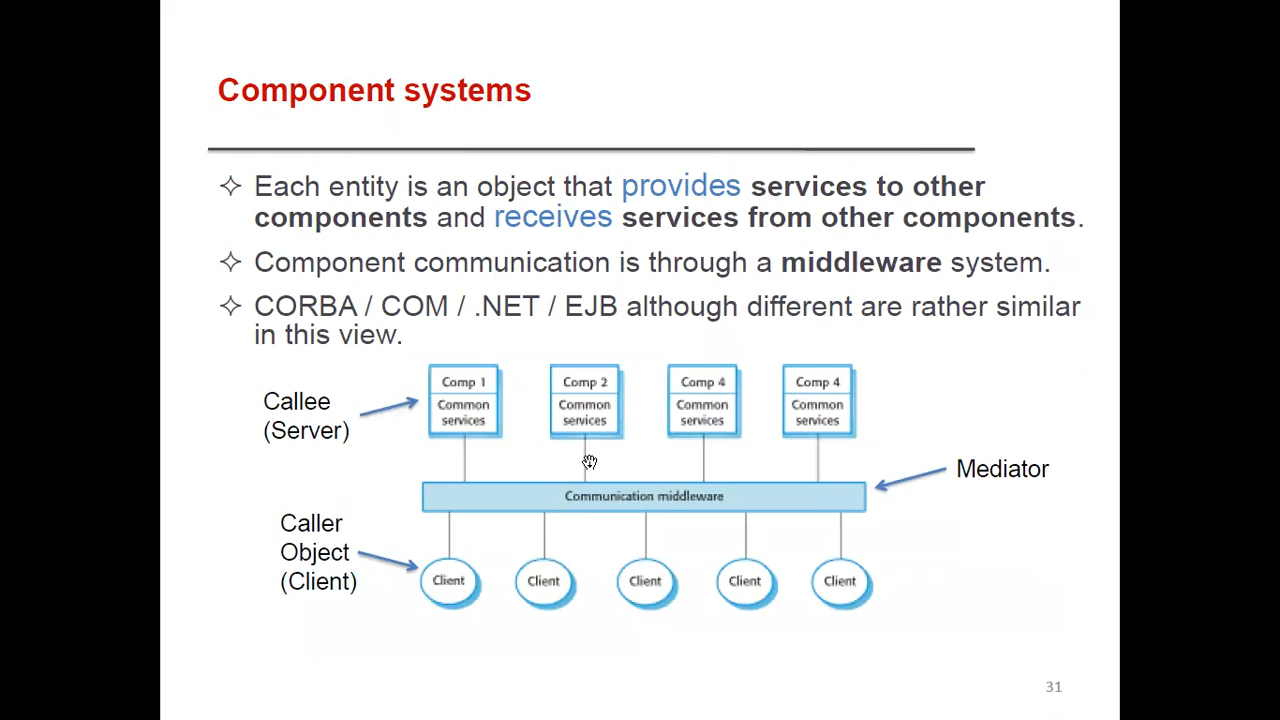 Component systems
Each entity is an object that provides services to other
components and receives services from other components.
Component communication is through a middleware system.
CORBA / COM / .NET / EJB although different are rather similar
in this view.
Callee
(Server)
Comp 1
Common
services
Comp 2
Common
services
Comp 4
Common
services
Comp 4
Common
services
Mediator
Communication middleware
Caller
Object
(Client)
Client
Client
Client
Client
Client
31